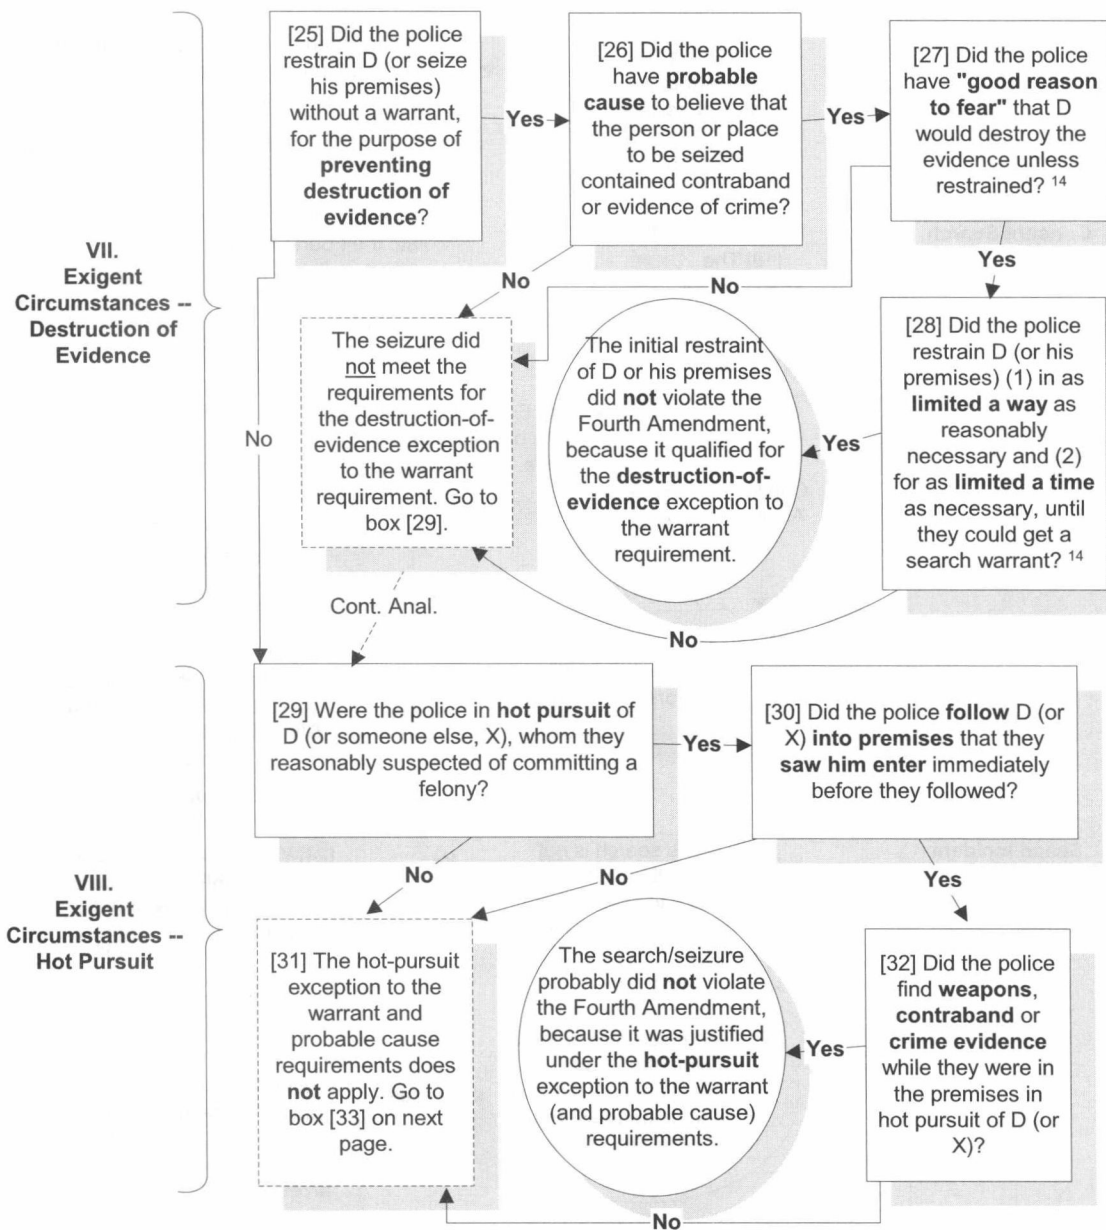 VII.
Exigent
Circumstances --
Destruction of
Evidence
[25] Did the police
restrain D (or seize
his premises)
without a warrant,
for the purpose of
preventing
destruction of
evidence?
Yes
[26] Did the police
have probable
cause to believe that
the person or place
to be seized
contained contraband
or evidence of crime?
Yes
[27] Did the police
have "good reason
to fear" that D
would destroy the
evidence unless
restrained? 14
No
No
Yes
No
The seizure did
not meet the
requirements for
the destruction-of-
evidence exception
to the warrant
requirement. Go to
box [29].
The initial restraint
of D or his premises
did not violate the
Fourth Amendment,
because it qualified for
the destruction-of-
evidence exception to
the warrant
requirement.
Yes
[28] Did the police
restrain D (or his
premises) (1) in as
limited a way as
reasonably
necessary and (2)
for as limited a time
as necessary, until
they could get a
search warrant? 14
Cont. Anal.
No
VIII.
Exigent
Circumstances --
Hot Pursuit
[29] Were the police in hot pursuit of
D (or someone else, X), whom they
reasonably suspected of committing a
felony?
Yes
[30] Did the police follow D (or
X) into premises that they
saw him enter immediately
before they followed?
No
No
Yes
[31] The hot-pursuit
exception to the
warrant and
probable cause
requirements does
not apply. Go to
box [33] on next
page.
The search/seizure
probably did not violate
the Fourth Amendment,
because it was justified
under the hot-pursuit
exception to the warrant
(and probable cause)
requirements.
Yes
[32] Did the police
find weapons,
contraband or
crime evidence
while they were in
the premises in
hot pursuit of D (or
X)?
No